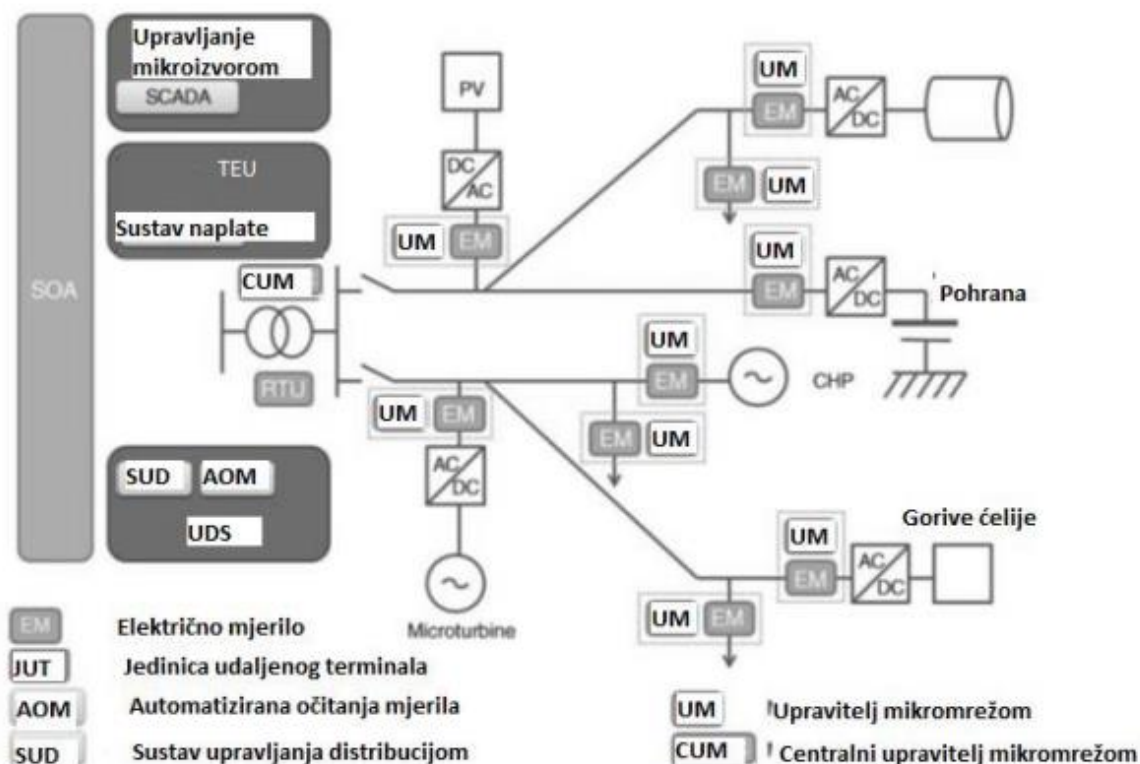 Upravljanje
mikroizvorom
SCADA
TEU
Sustav naplate
SOA
CUM
RTU
SUD AOM
UDS
PV
DC
AC
UM EM
UM
EM
AC
DC
EM UM
UM
EM
AC
DC
Pohrana
UM
EM
CHP
EM UM
UM EM
AC
DC
Microturbine
Gorive ćelije
UM
EM
AC
DC
UM EM
EM Električno mjerilo
JUT Jedinica udaljenog terminala
AOM Automatizirana očitanja mjerila
SUD Sustav upravljanja distribucijom
UM Upravitelj mikromrežom
CUM Centralni upravitelj mikromrežom